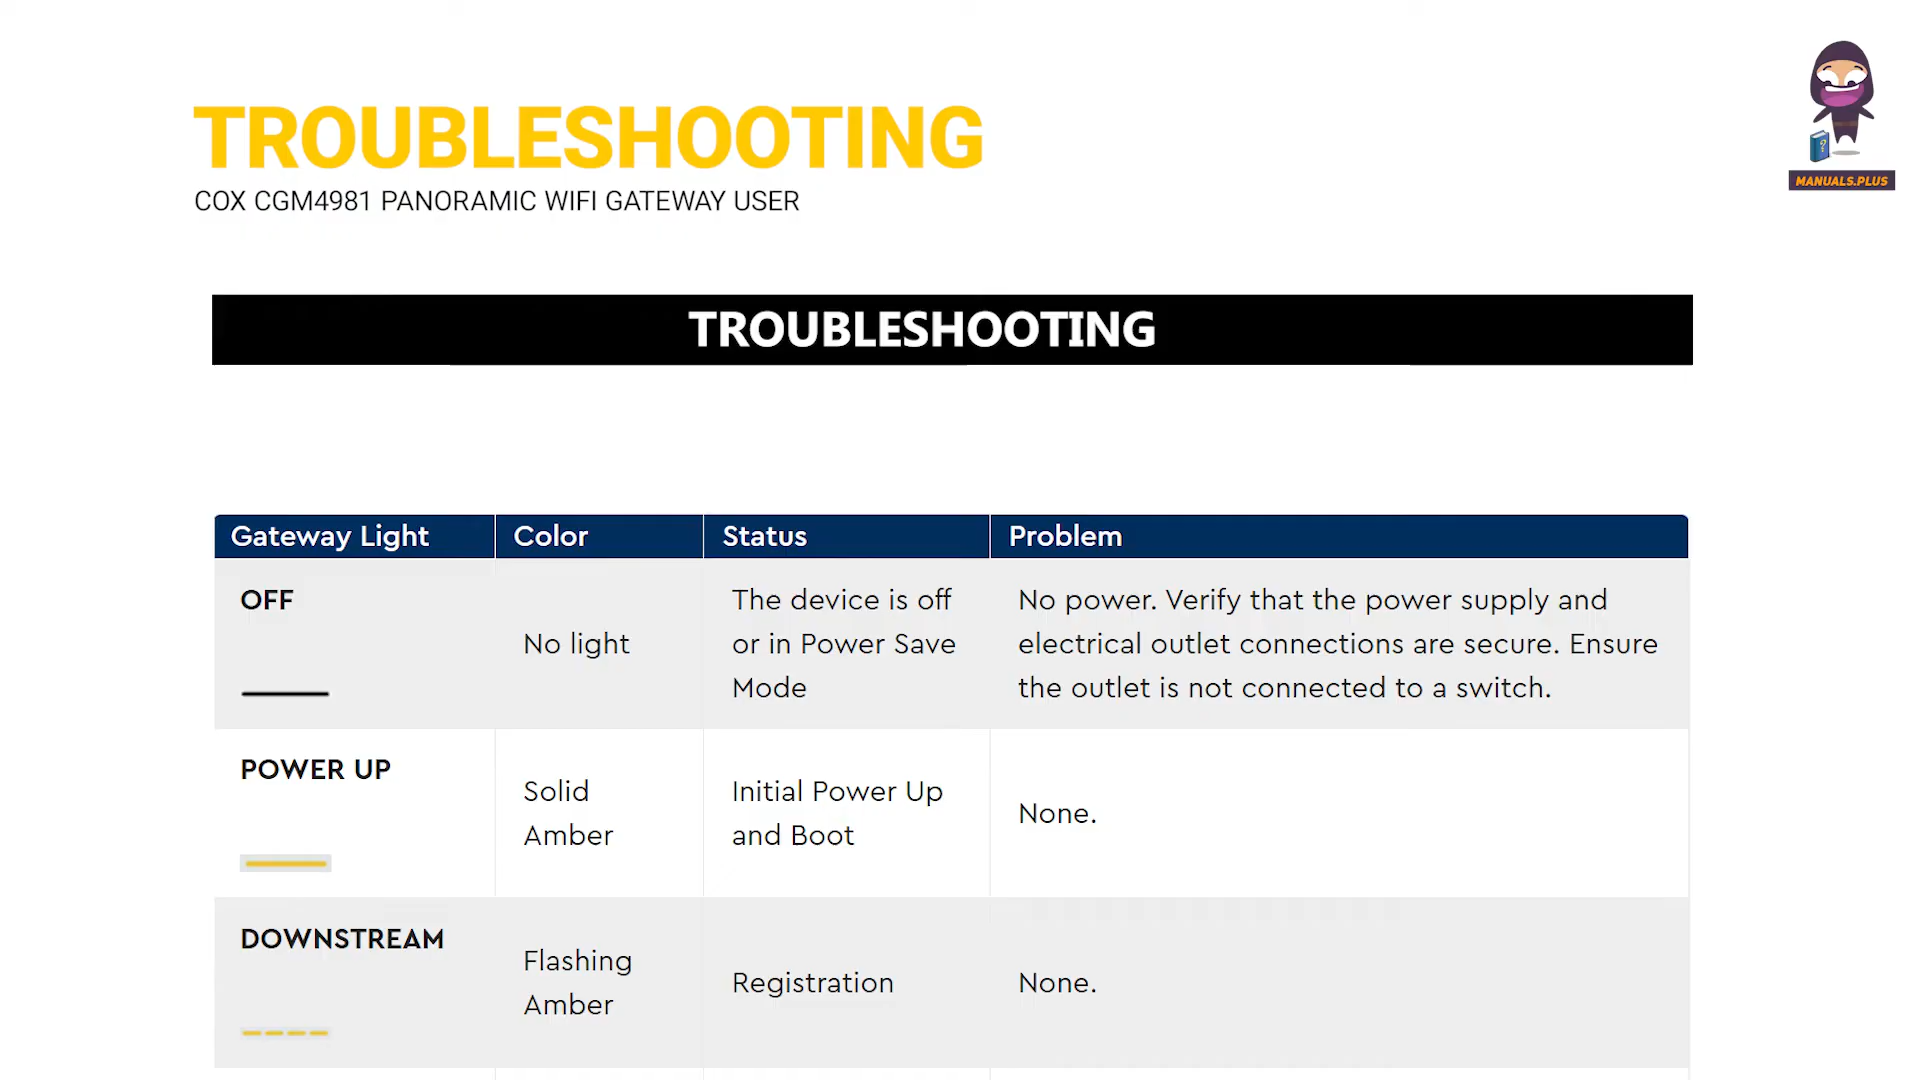 TROUBLESHOOTING
COX CGM4981 PANORAMIC WIFI GATEWAY USER
?
MANUALS.PLUS
TROUBLESHOOTING
Gateway Light Color Status Problem
OFF
No light
The device is off
or in Power Save
Mode
No power. Verify that the power supply and
electrical outlet connections are secure. Ensure
the outlet is not connected to a switch.
POWER UP
Solid
Amber
Initial Power Up
and Boot
None.
DOWNSTREAM
Flashing
Amber
Registration
None.